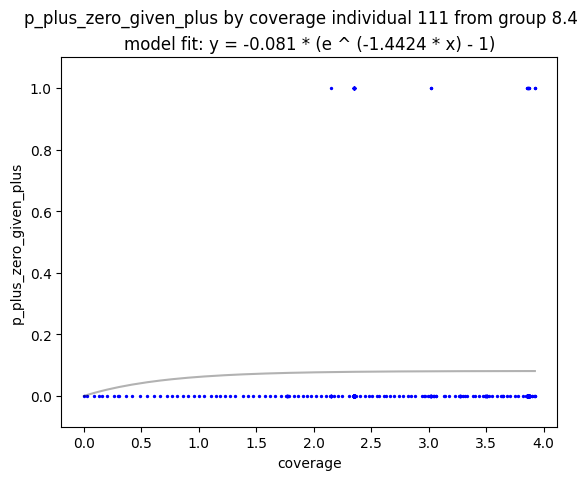 p_plus_zero_given_plus by coverage individual 111 from group 8.4
model fit: y = -0.081 * (e ^ (-1.4424 * x) - 1)
1.0
0.8
0.6
0.4
0.2
0.0
p_plus_zero_given_plus
0.0 0.5 1.0 1.5 2.0 2.5 3.0 3.5 4.0
coverage